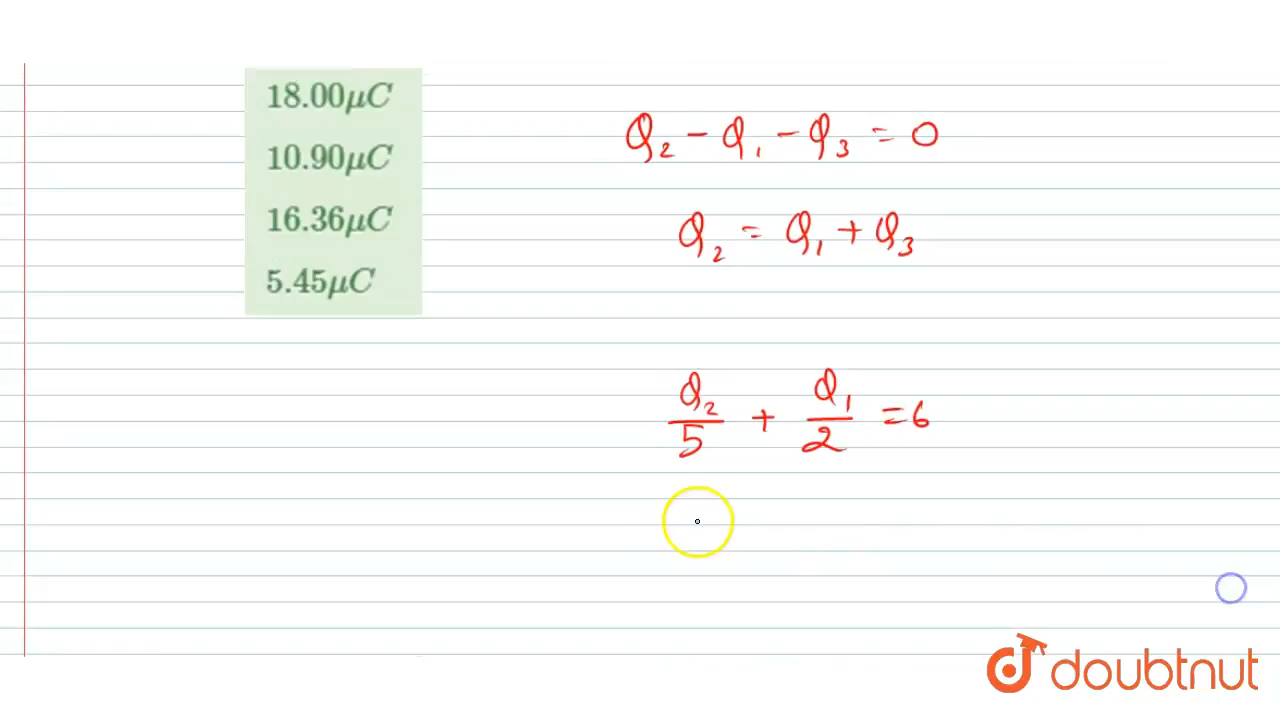 18.00μC
10.90μC
16.36μC
5.45μC
Q₂ - Q₁ - Q₃ = 0
Q₂ = Q₁ + Q₃
Q₂/5 + Q₁/2 = 6
doubtnut